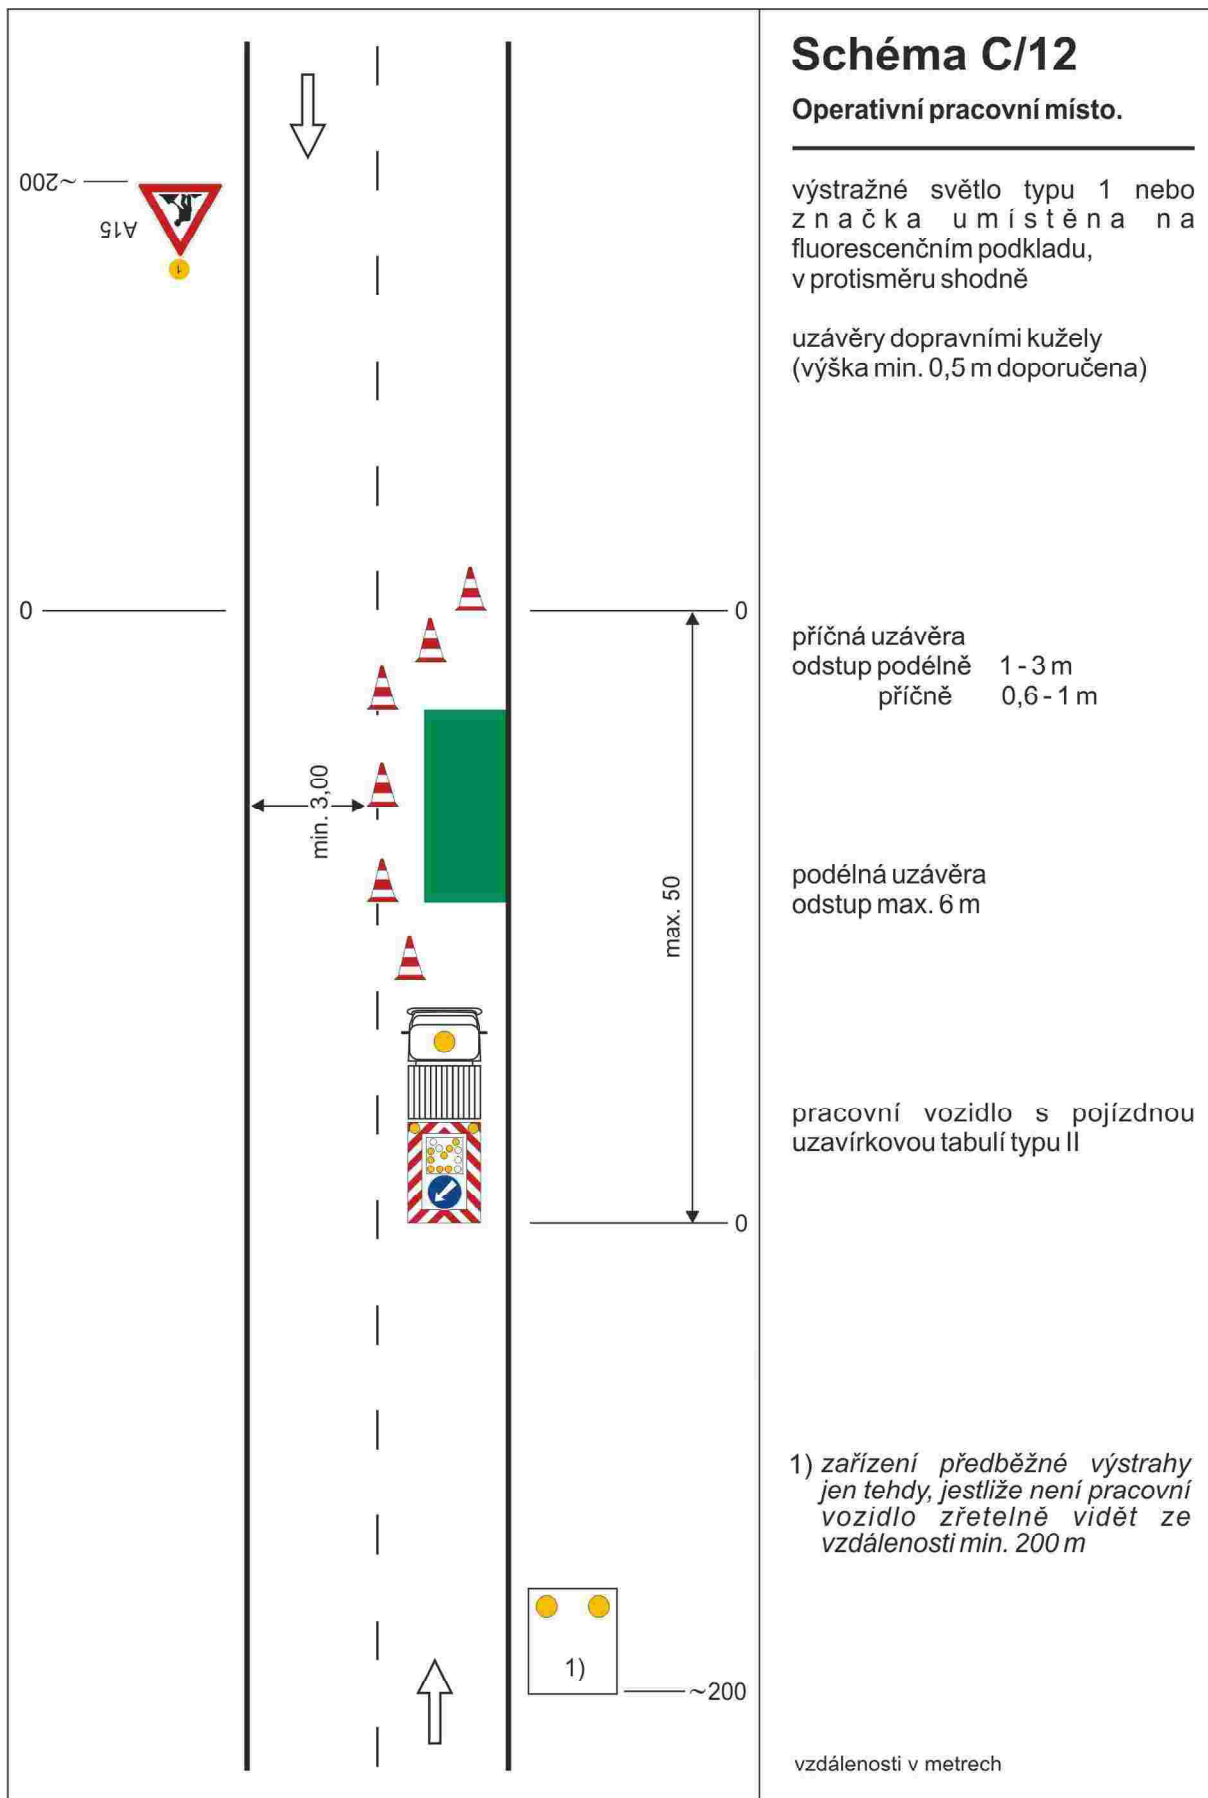 Schéma C/12
Operativní pracovní místo.
výstražné světlo typu 1 nebo
značka umístěna na
fluorescenčním podkladu,
v protisměru shodně
uzávěry dopravními kužely
(výška min. 0,5 m doporučena)
~200
A15
1
0
0
příčná uzávěra
odstup podélně 1 - 3 m
příčně 0,6 - 1 m
min. 3,00
max. 50
podélná uzávěra
odstup max. 6 m
pracovní vozidlo s pojízdnou
uzavírkovou tabulí typu II
0
1) zařízení předběžné výstrahy
jen tehdy, jestliže není pracovní
vozidlo zřetelně vidět ze
vzdálenosti min. 200 m
1)
~200
vzdálenosti v metrech